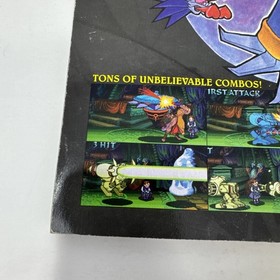 TONS OF UNBELIEVABLE COMBOS!
IRST ATTACK
3 HIT